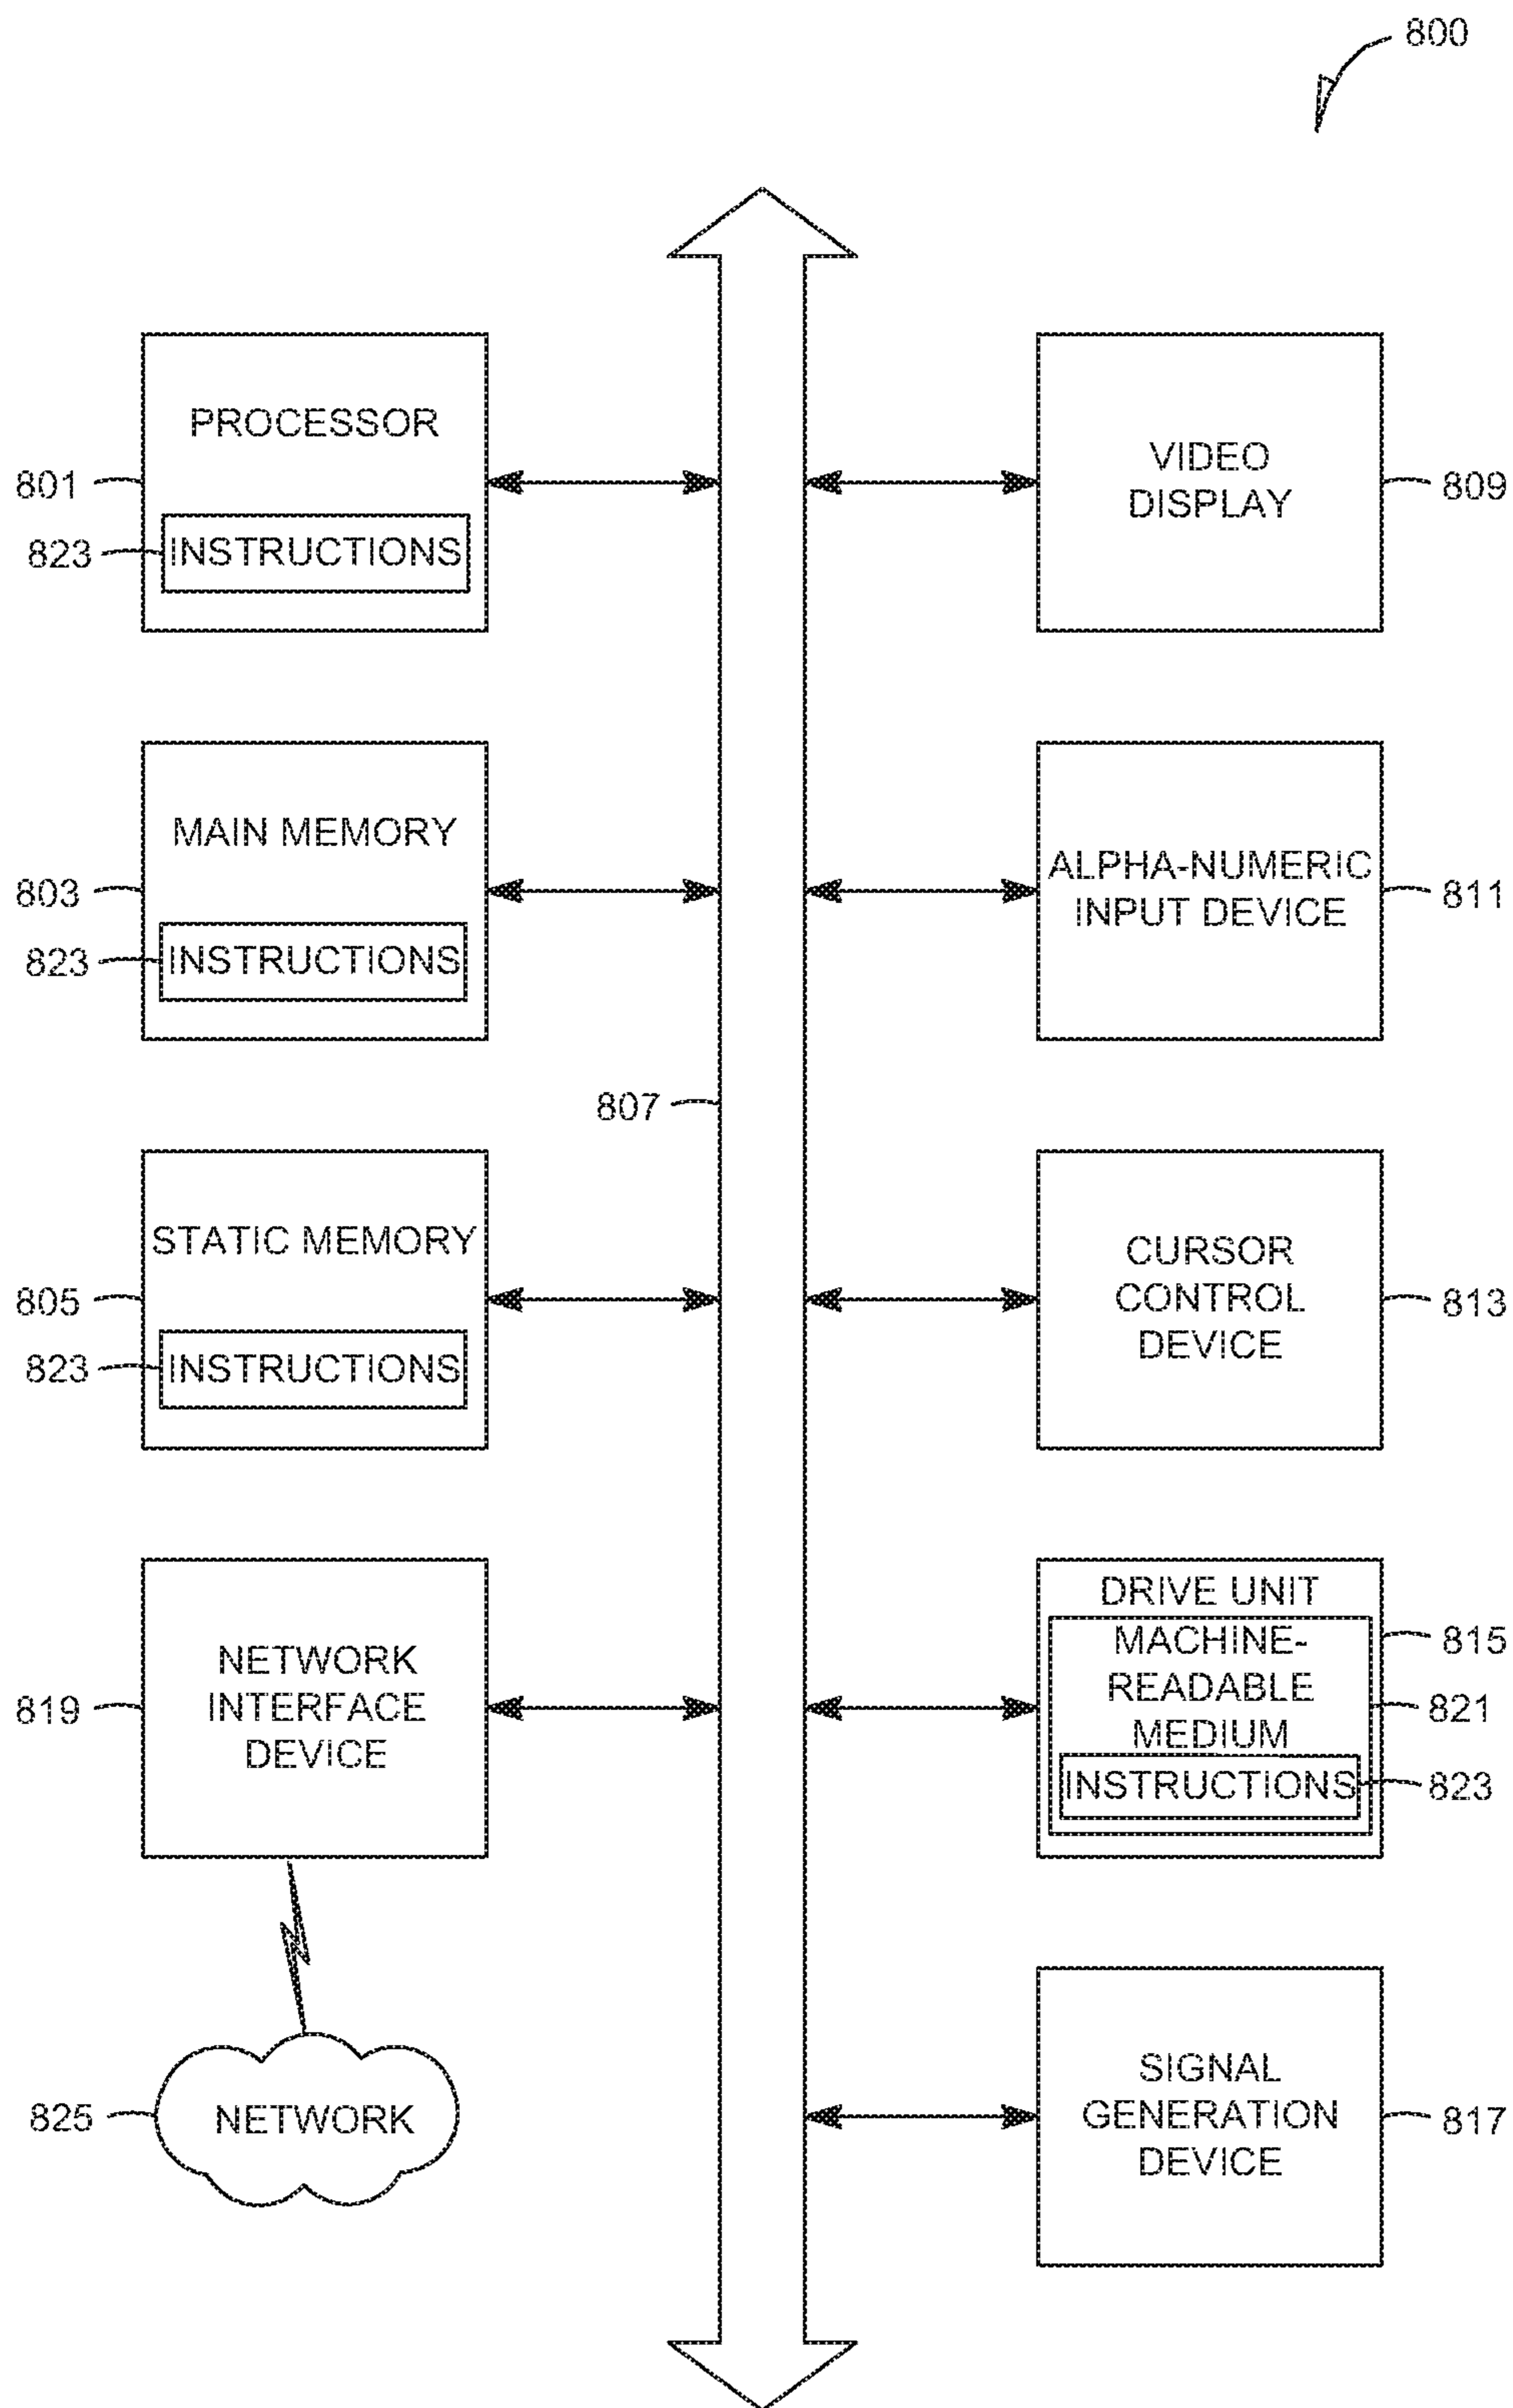 800
PROCESSOR
801
823
INSTRUCTIONS
VIDEO
DISPLAY
809
MAIN MEMORY
803
823
INSTRUCTIONS
ALPHA-NUMERIC
INPUT DEVICE
811
807
STATIC MEMORY
805
823
INSTRUCTIONS
CURSOR
CONTROL
DEVICE
813
NETWORK
INTERFACE
DEVICE
819
DRIVE UNIT
MACHINE-
READABLE
MEDIUM
INSTRUCTIONS
815
821
823
825
NETWORK
SIGNAL
GENERATION
DEVICE
817